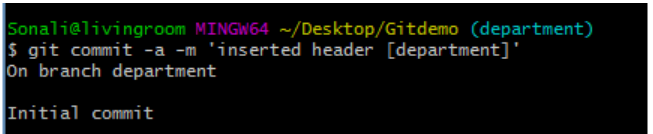 Sonali@livingroom MINGW64 ~/Desktop/Gitdemo (department)
$ git commit -a -m 'inserted header [department]'
On branch department
Initial commit